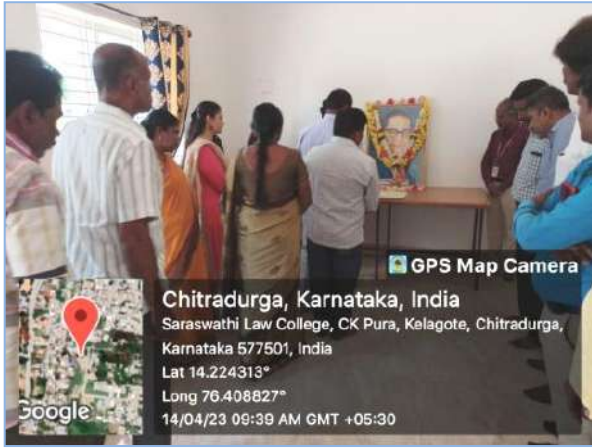 GPS Map Camera
Chitradurga, Karnataka, India
Saraswathi Law College, CK Pura, Kelagote, Chitradurga,
Karnataka 577501, India
Lat 14.224313°
Long 76.408827°
14/04/23 09:39 AM GMT +05:30
Google